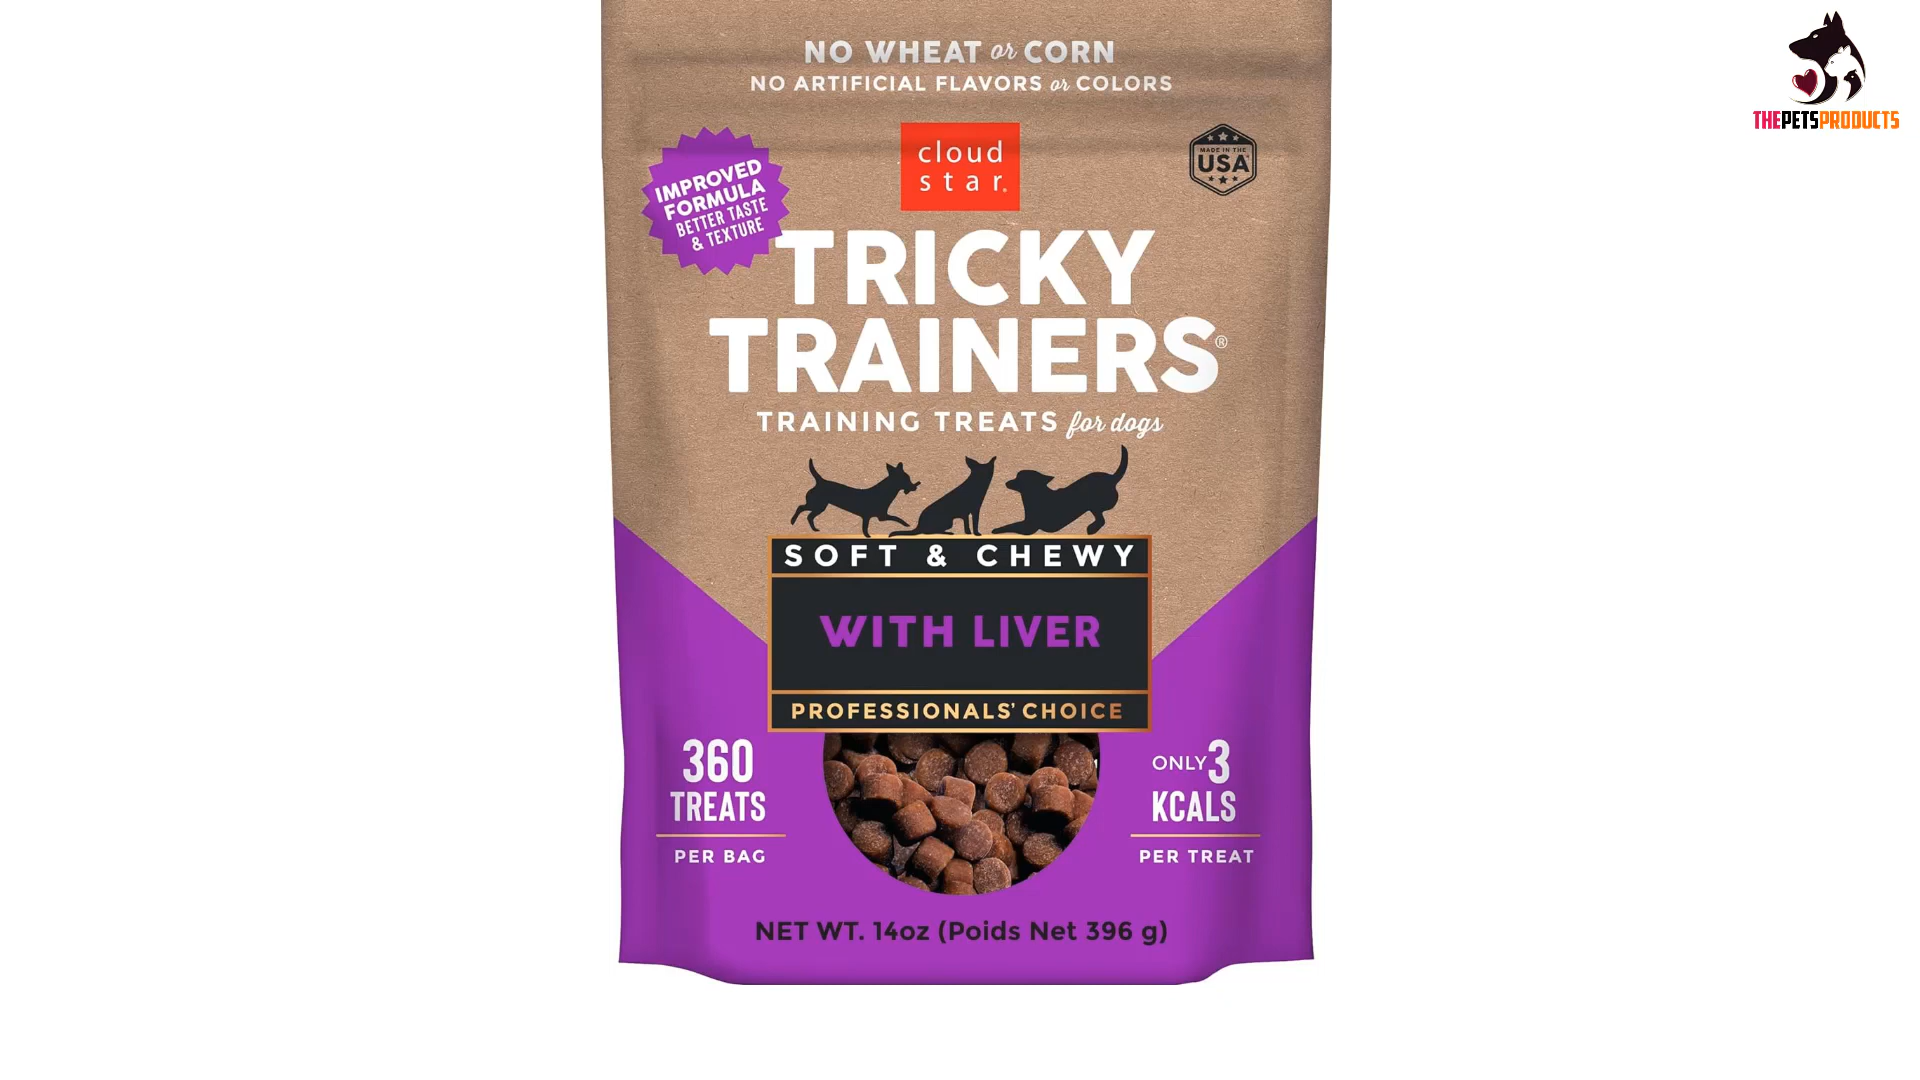 NO WHEAT or CORN
NO ARTIFICIAL FLAVORS or COLORS
THEPETSPRODUCTS
IMPROVED
FORMULA
BETTER TASTE
& TEXTURE
cloud
star®
MADE IN THE
USA
TRICKY
TRAINERS®
TRAINING TREATS for dogs
SOFT & CHEWY
WITH LIVER
PROFESSIONALS' CHOICE
360
TREATS
PER BAG
ONLY 3
KCALS
PER TREAT
NET WT. 14oz (Poids Net 396 g)